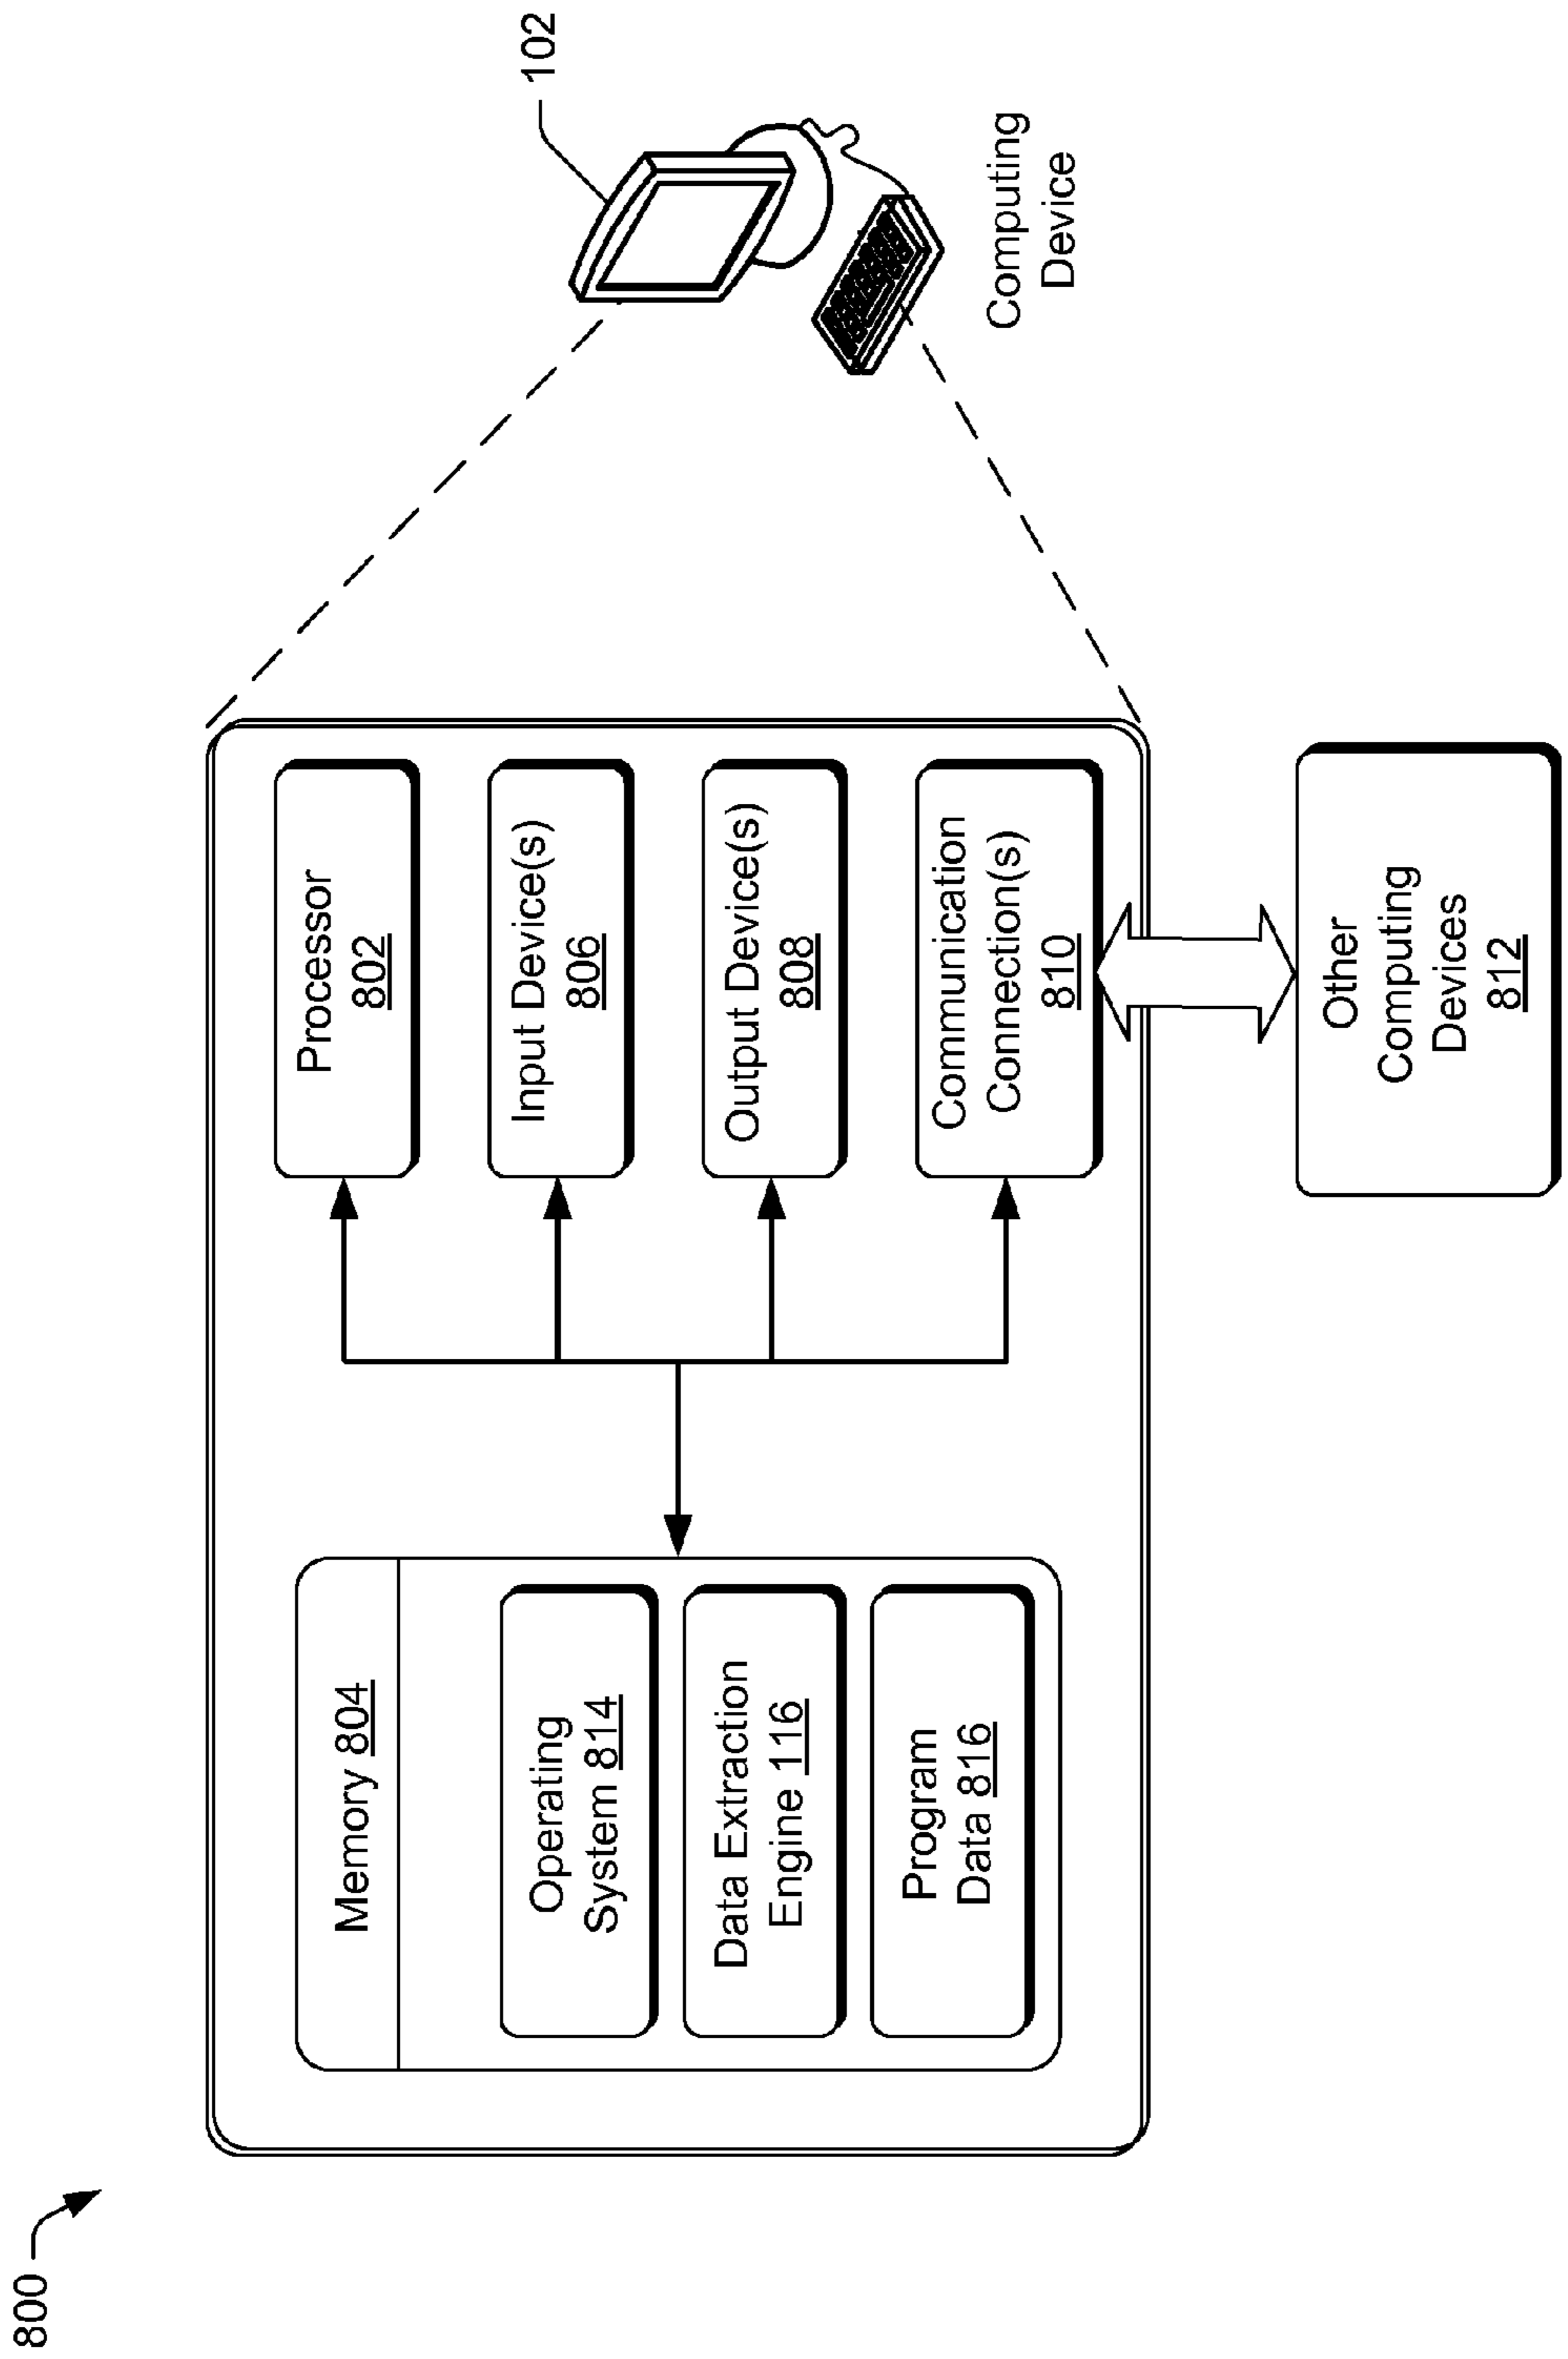 800
102
Computing
Device
Memory 804
Operating
System 814
Data Extraction
Engine 116
Program
Data 816
Processor
802
Input Device(s)
806
Output Device(s)
808
Communication
Connection(s)
810
Other
Computing
Devices
812